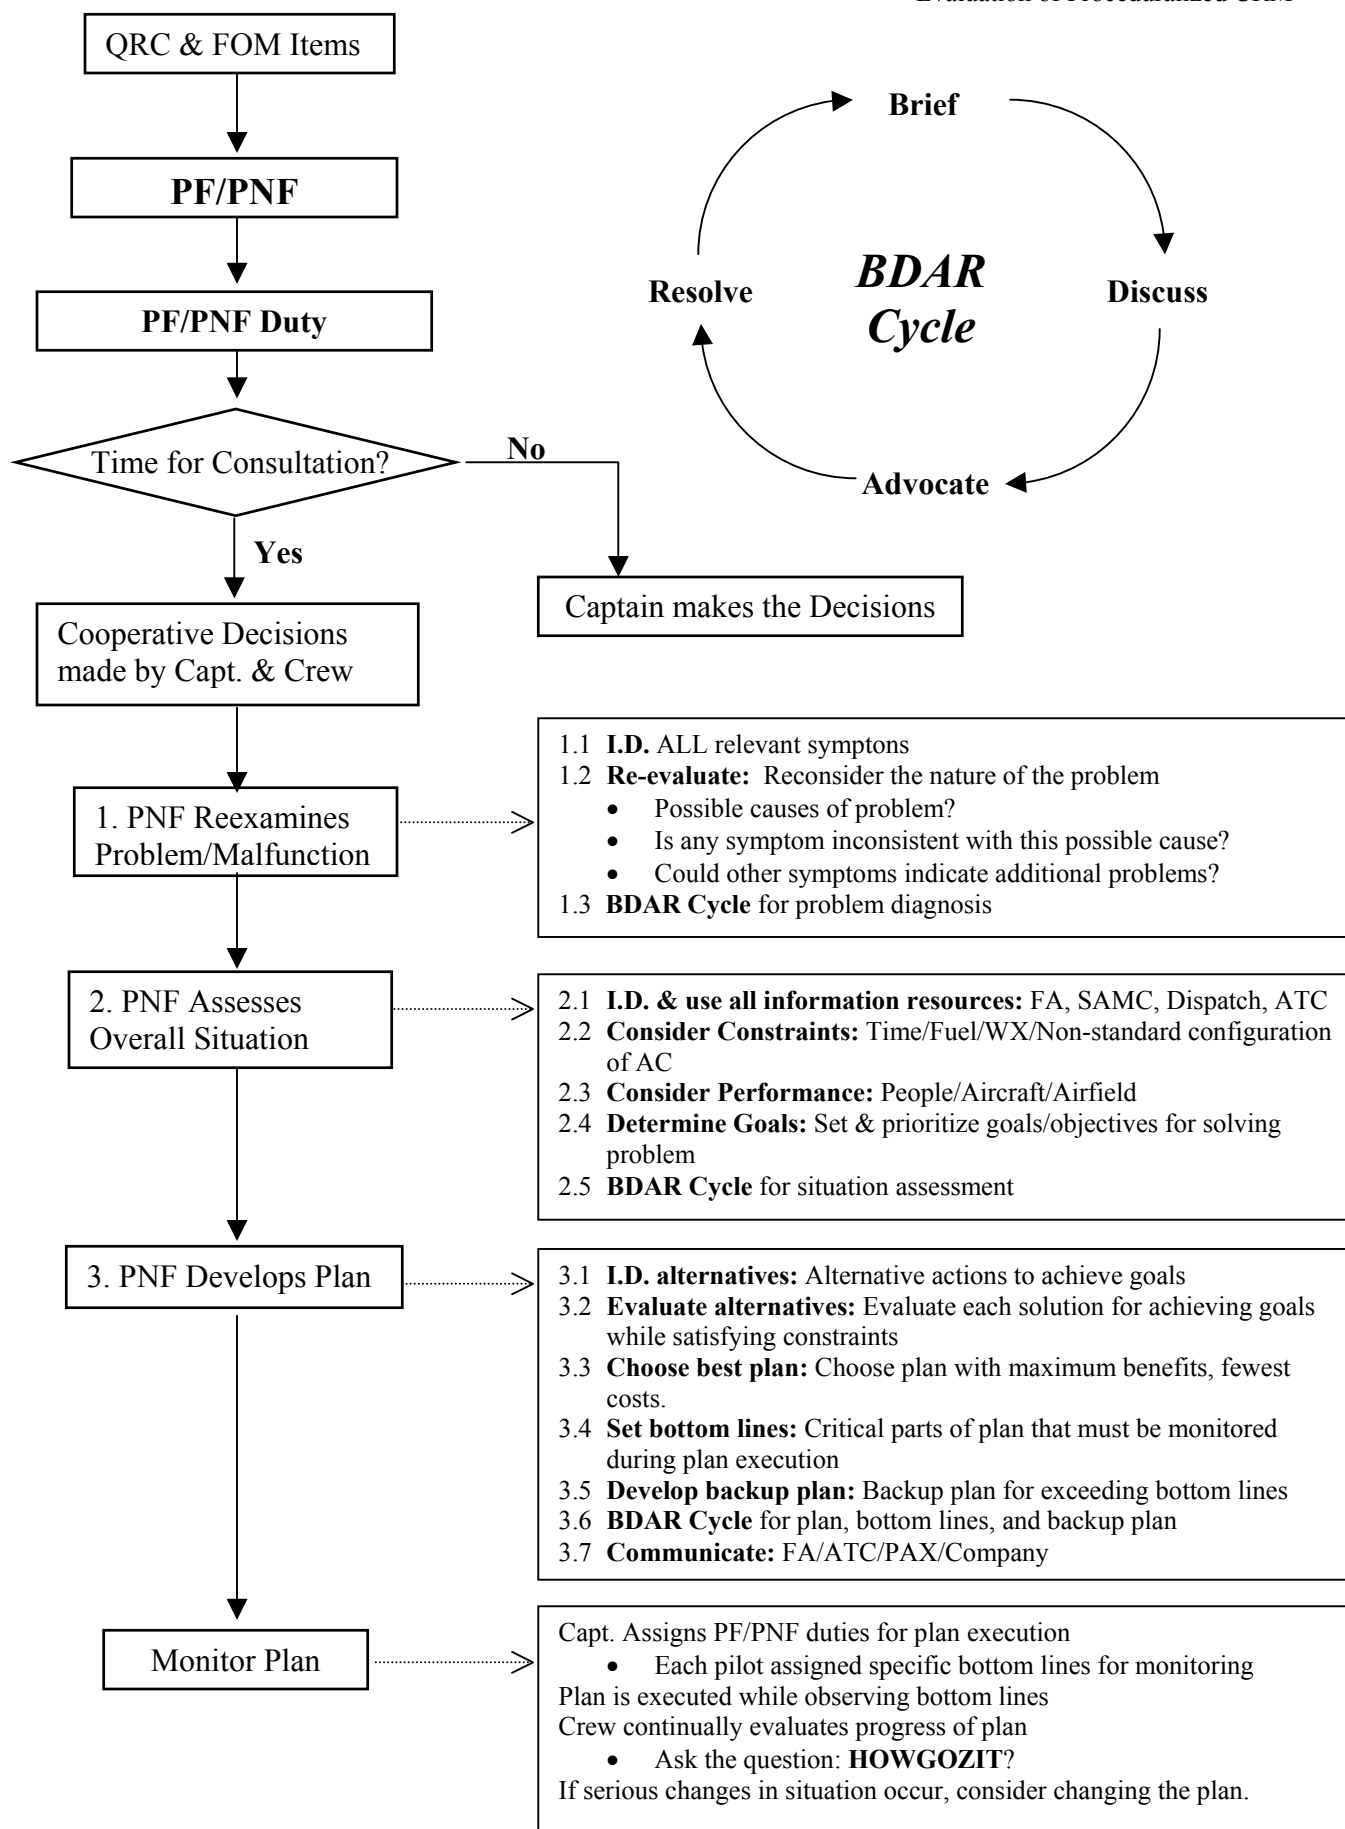 Evaluation of Proceduralized CRM
QRC & FOM Items
PF/PNF
PF/PNF Duty
Time for Consultation?
No
Yes
Captain makes the Decisions
Cooperative Decisions
made by Capt. & Crew
Brief
Discuss
Advocate
Resolve
BDAR
Cycle
1. PNF Reexamines
Problem/Malfunction
1.1 I.D. ALL relevant symptons
1.2 Re-evaluate: Reconsider the nature of the problem
• Possible causes of problem?
• Is any symptom inconsistent with this possible cause?
• Could other symptoms indicate additional problems?
1.3 BDAR Cycle for problem diagnosis
2. PNF Assesses
Overall Situation
2.1 I.D. & use all information resources: FA, SAMC, Dispatch, ATC
2.2 Consider Constraints: Time/Fuel/WX/Non-standard configuration
of AC
2.3 Consider Performance: People/Aircraft/Airfield
2.4 Determine Goals: Set & prioritize goals/objectives for solving
problem
2.5 BDAR Cycle for situation assessment
3. PNF Develops Plan
3.1 I.D. alternatives: Alternative actions to achieve goals
3.2 Evaluate alternatives: Evaluate each solution for achieving goals
while satisfying constraints
3.3 Choose best plan: Choose plan with maximum benefits, fewest
costs.
3.4 Set bottom lines: Critical parts of plan that must be monitored
during plan execution
3.5 Develop backup plan: Backup plan for exceeding bottom lines
3.6 BDAR Cycle for plan, bottom lines, and backup plan
3.7 Communicate: FA/ATC/PAX/Company
Monitor Plan
Capt. Assigns PF/PNF duties for plan execution
• Each pilot assigned specific bottom lines for monitoring
Plan is executed while observing bottom lines
Crew continually evaluates progress of plan
• Ask the question: HOWGOZIT?
If serious changes in situation occur, consider changing the plan.